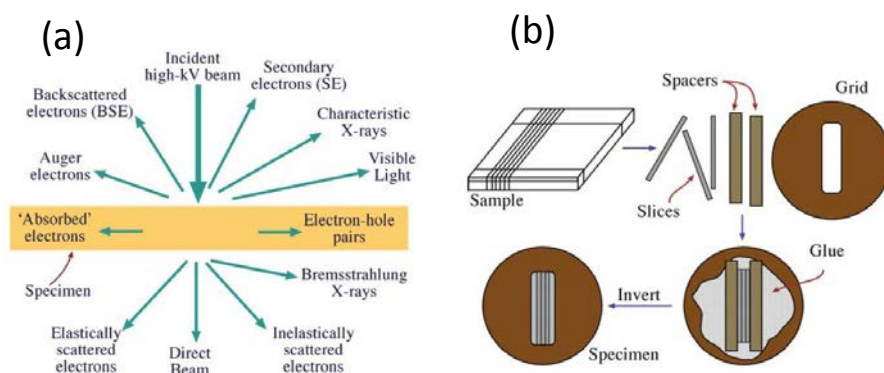 (a)
Incident
high-kV beam
Secondary
electrons (SE)
Backscattered
electrons (BSE)
Characteristic
X-rays
Auger
electrons
Visible
Light
'Absorbed'
electrons
Electron-hole
pairs
Specimen
Bremsstrahlung
X-rays
Elastically
scattered
electrons
Direct
Beam
Inelastically
scattered
electrons
(b)
Spacers
Grid
Sample
Slices
Glue
Invert
Specimen